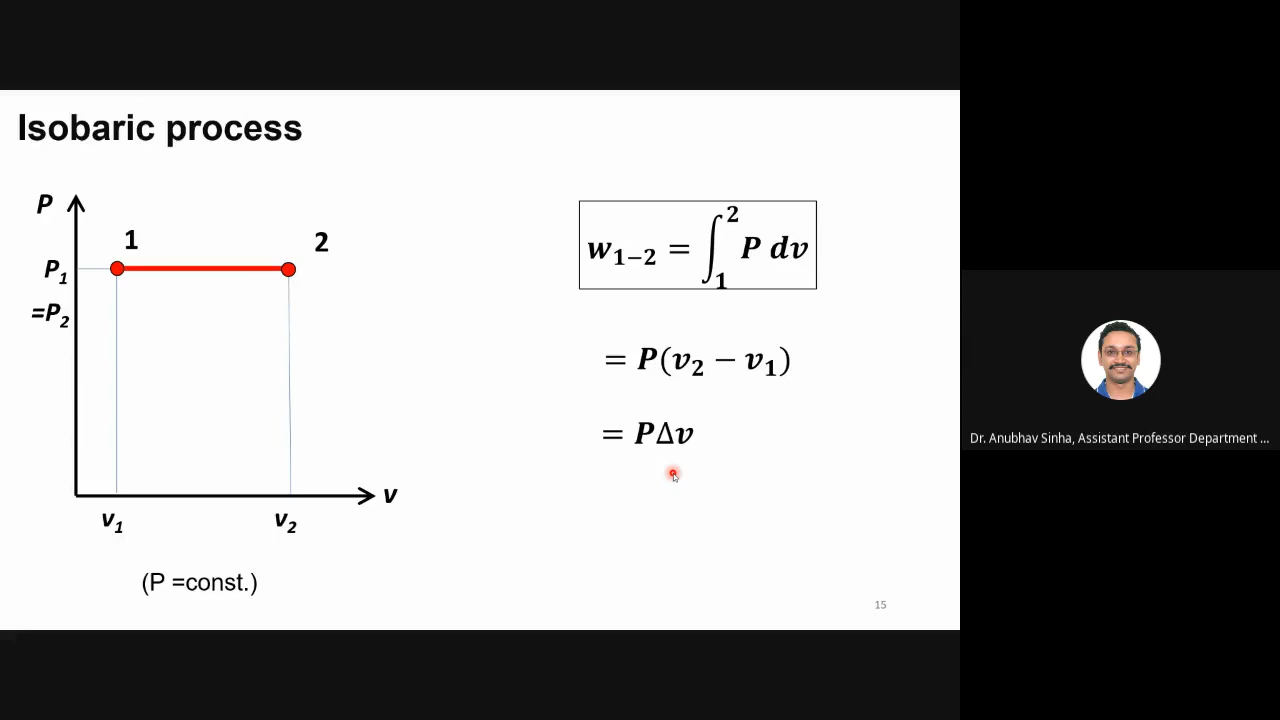 Isobaric process
P
1
2
P₁
=P₂
v
v₁
v₂
(P =const.)
w₁₋₂ = ∫₁² P dv
= P(v₂ − v₁)
= PΔv
15
Dr. Anubhav Sinha, Assistant Professor Department ...